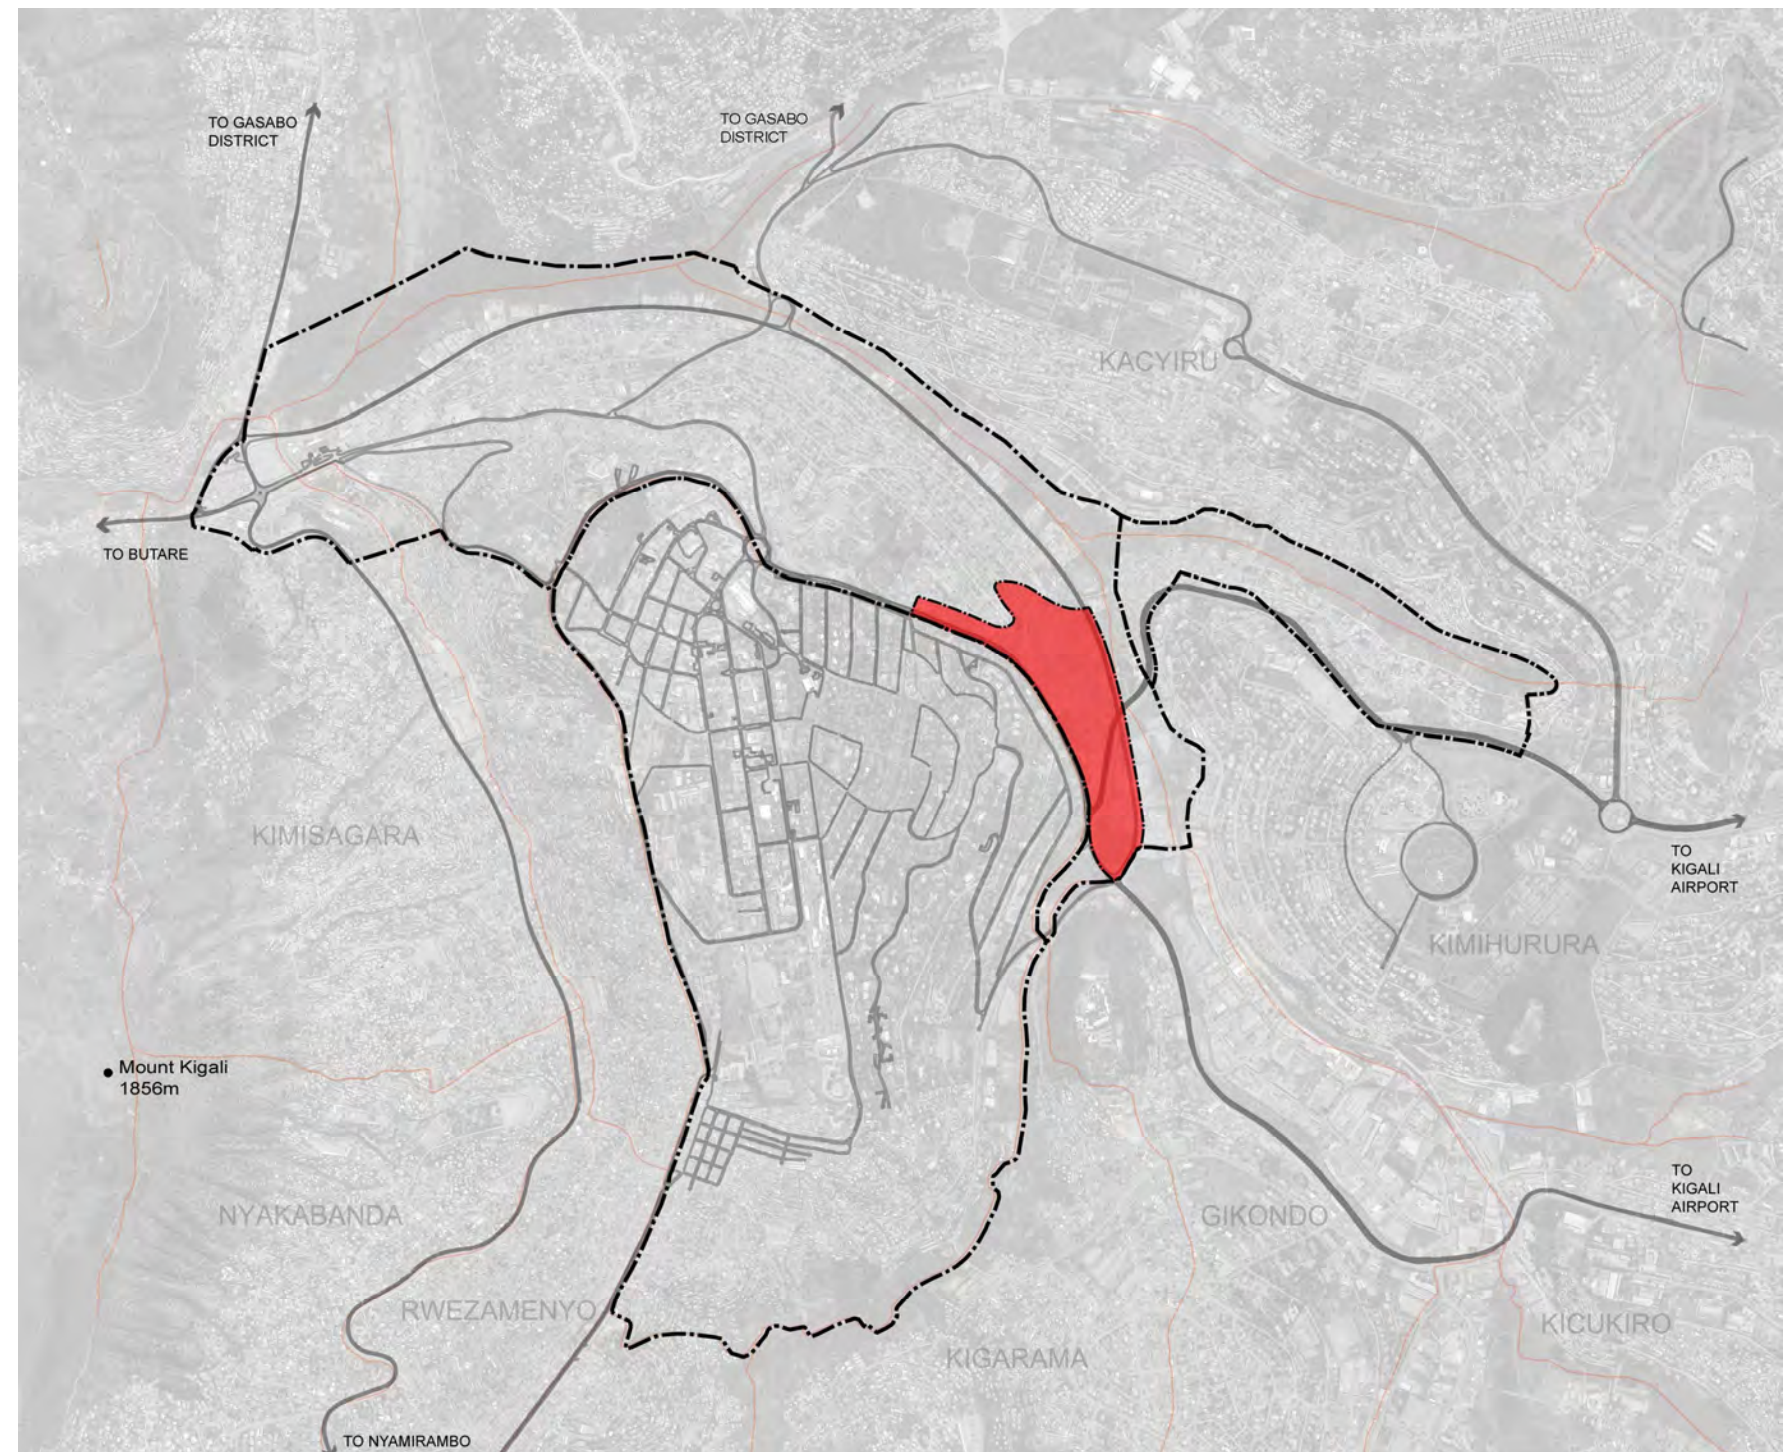 TO GASABO
DISTRICT
TO GASABO
DISTRICT
KACYIRU
TO BUTARE
KIMISAGARA
TO
KIGALI
AIRPORT
KIMIHURURA
Mount Kigali
1856m
TO
KIGALI
AIRPORT
NYAKABANDA
GIKONDO
RWEZAMENYO
KICUKIRO
KIGARAMA
TO NYAMIRAMBO